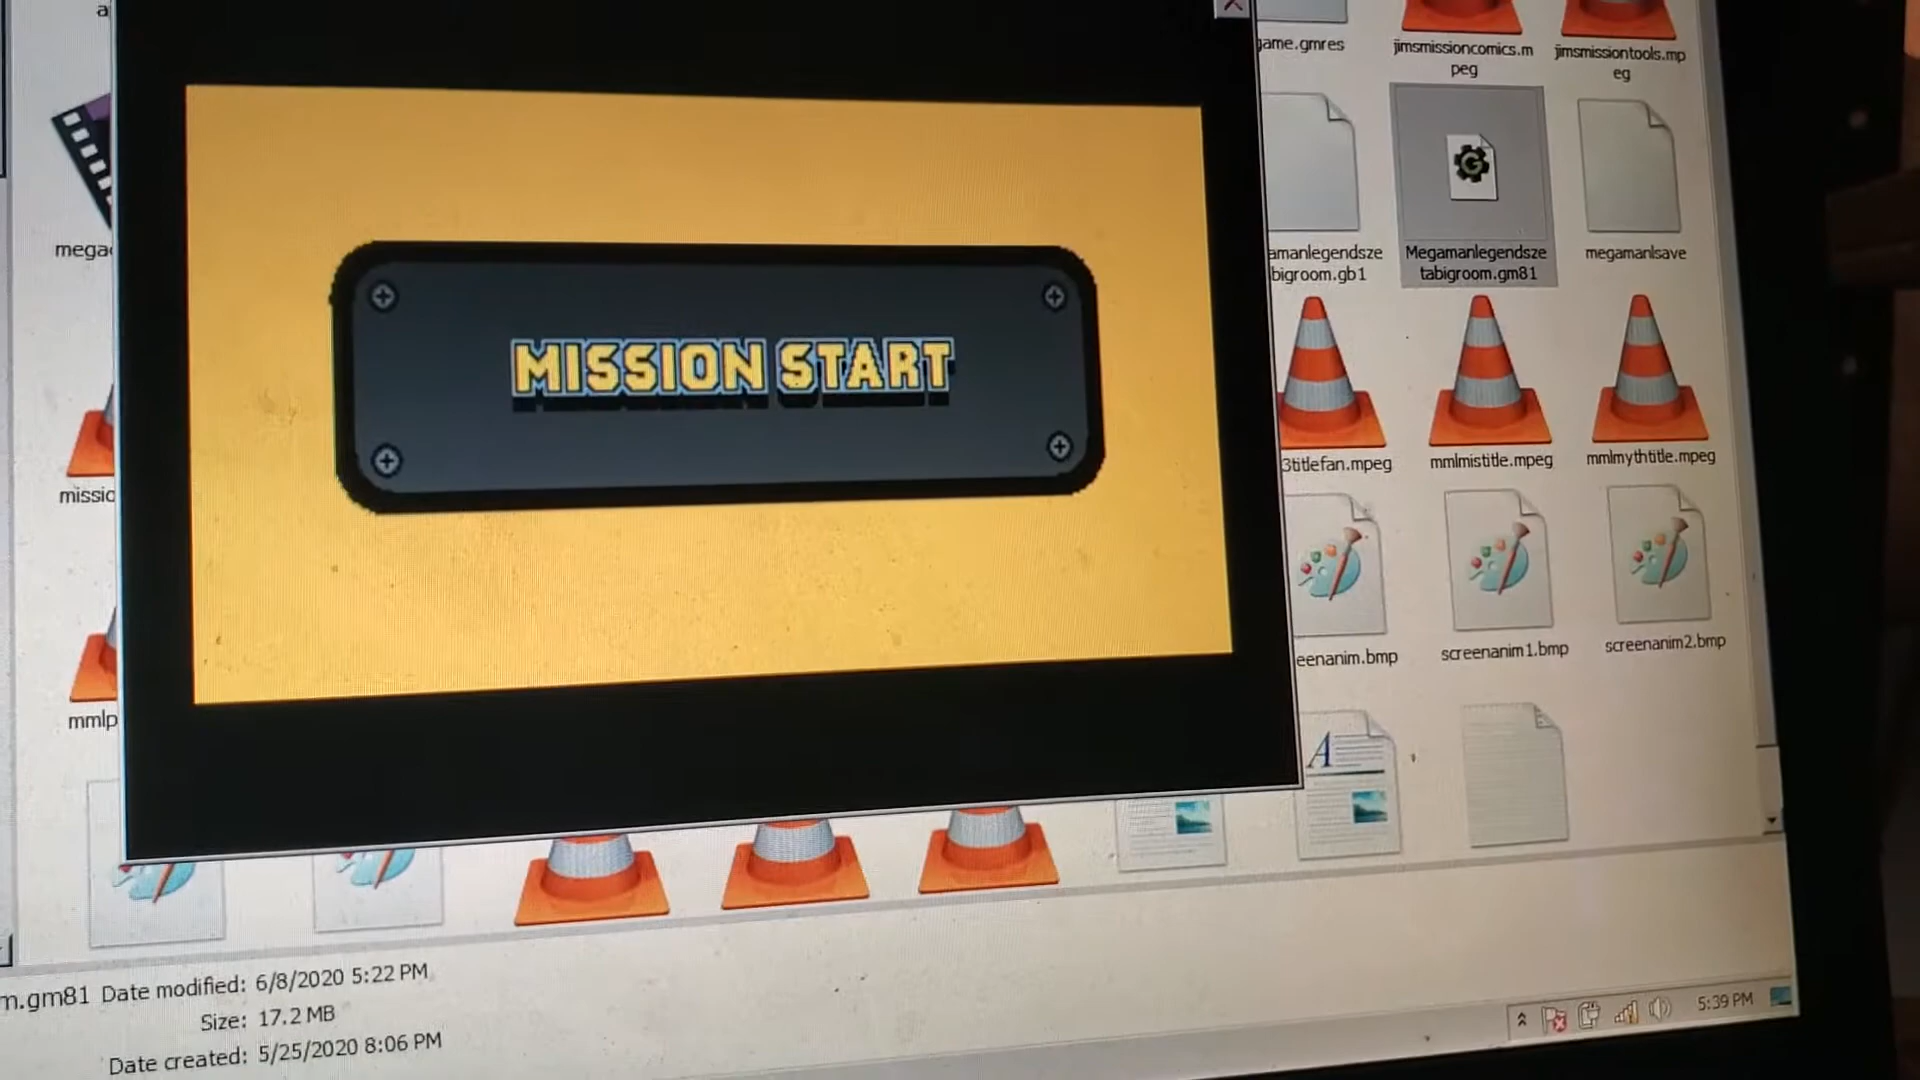 game.gmres
jimsmissioncomics.m
peg
jimsmissiontools.mp
eg
MISSION START
amanlegendsze
bigroom.gb1
Megamanlegendsze
tabigroom.gm81
megamanlsave
3titlefan.mpeg
mmlmistitle.mpeg
mmlmythtitle.mpeg
missio
eenanim.bmp
screenanim1.bmp
screenanim2.bmp
mmlp
m.gm81 Date modified: 6/8/2020 5:22 PM
Size: 17.2 MB
Date created: 5/25/2020 8:06 PM
5:39 PM